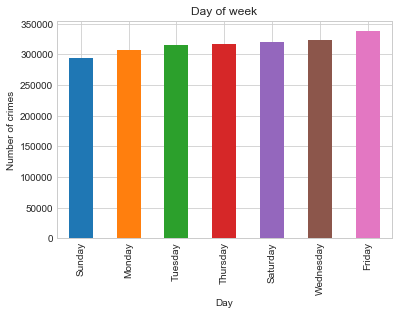 Day of week
Number of crimes
350000
300000
250000
200000
150000
100000
50000
0
Sunday
Monday
Tuesday
Thursday
Saturday
Wednesday
Friday
Day